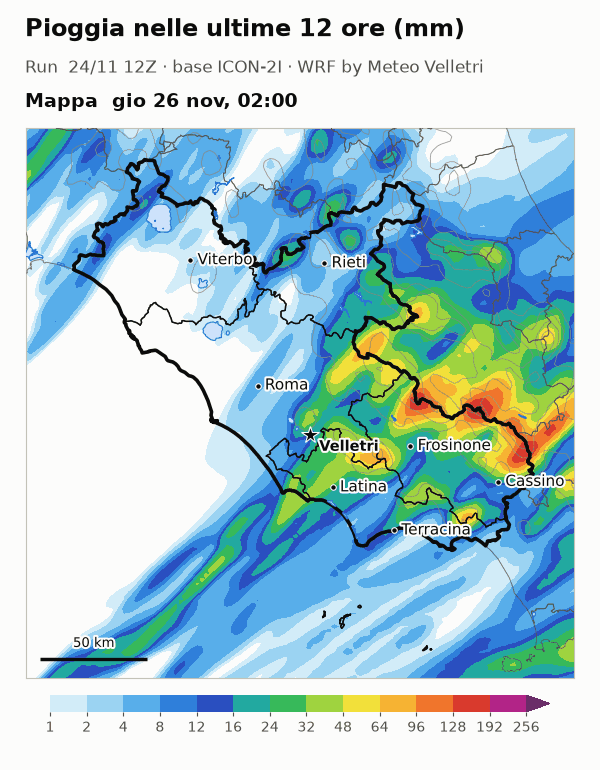 Pioggia nelle ultime 12 ore (mm)
Run  24/11 12Z · base ICON-2I · WRF by Meteo Velletri
Mappa  gio 26 nov, 02:00
Viterbo
Rieti
Roma
Velletri
Frosinone
Latina
Cassino
Terracina
50 km
1 2 4 8 12 16 24 32 48 64 96 128 192 256